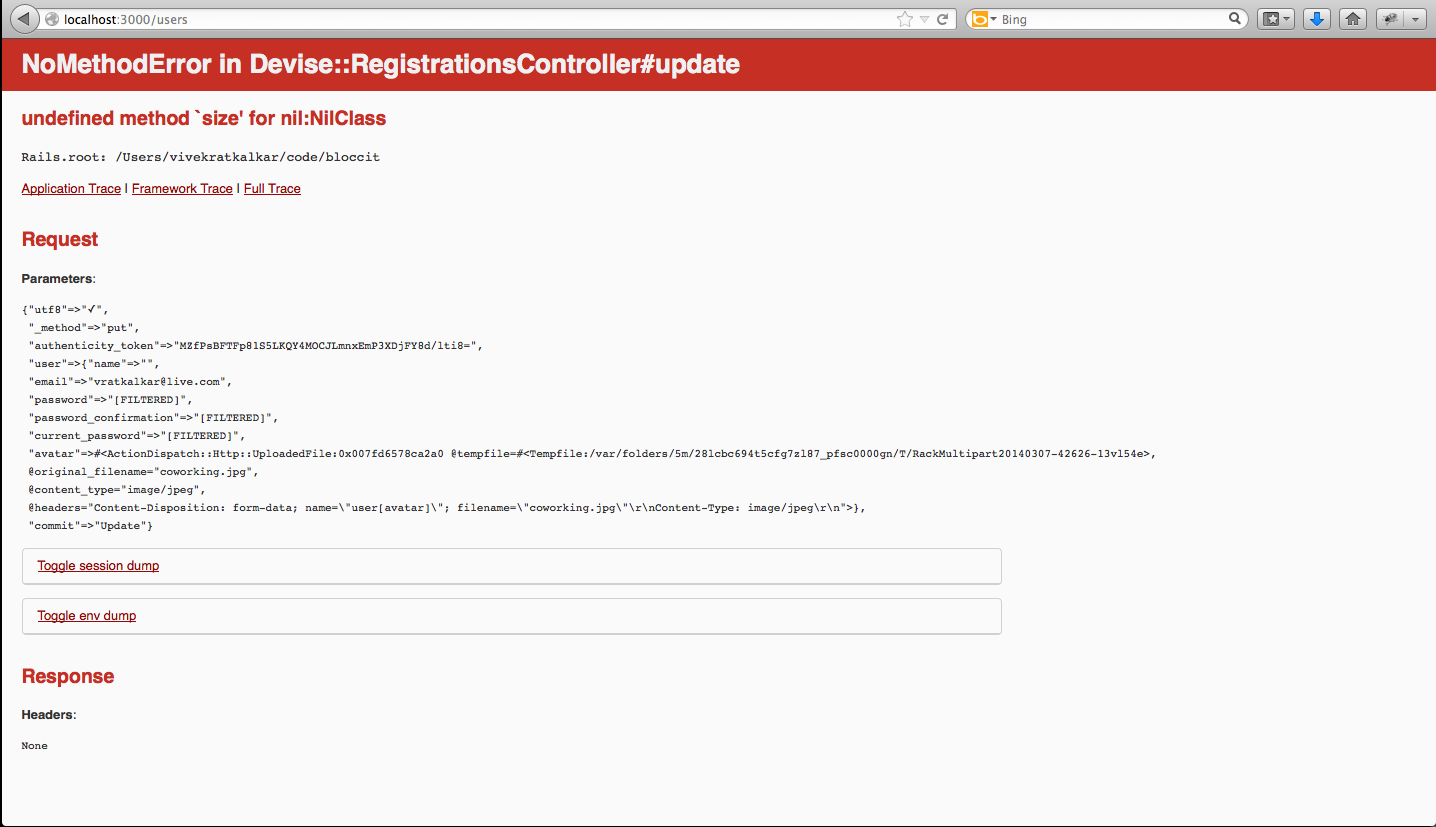 localhost:3000/users
Bing
NoMethodError in Devise::RegistrationsController#update
undefined method `size' for nil:NilClass
Rails.root: /Users/vivekratkalkar/code/bloccit
Application Trace | Framework Trace | Full Trace
Request
Parameters:
{"utf8"=>"✓",
"_method"=>"put",
"authenticity_token"=>"MZfPsBFTFp81S5LKQY4MOCJLmnxEmP3XDjFY8d/lti8=",
"user"=>{"name"=>"",
"email"=>"vratkalkar@live.com",
"password"=>"[FILTERED]",
"password_confirmation"=>"[FILTERED]",
"current_password"=>"[FILTERED]",
"avatar"=>#<ActionDispatch::Http::UploadedFile:0x007fd6578ca2a0 @tempfile=#<Tempfile:/var/folders/5m/28lcbc694t5cfg7zl87_pfsc0000gn/T/RackMultipart20140307-42626-13vl54e>,
@original_filename="coworking.jpg",
@content_type="image/jpeg",
@headers="Content-Disposition: form-data; name=\"user[avatar]\"; filename=\"coworking.jpg\"\r\nContent-Type: image/jpeg\r\n">},
"commit"=>"Update"}
Toggle session dump
Toggle env dump
Response
Headers:
None